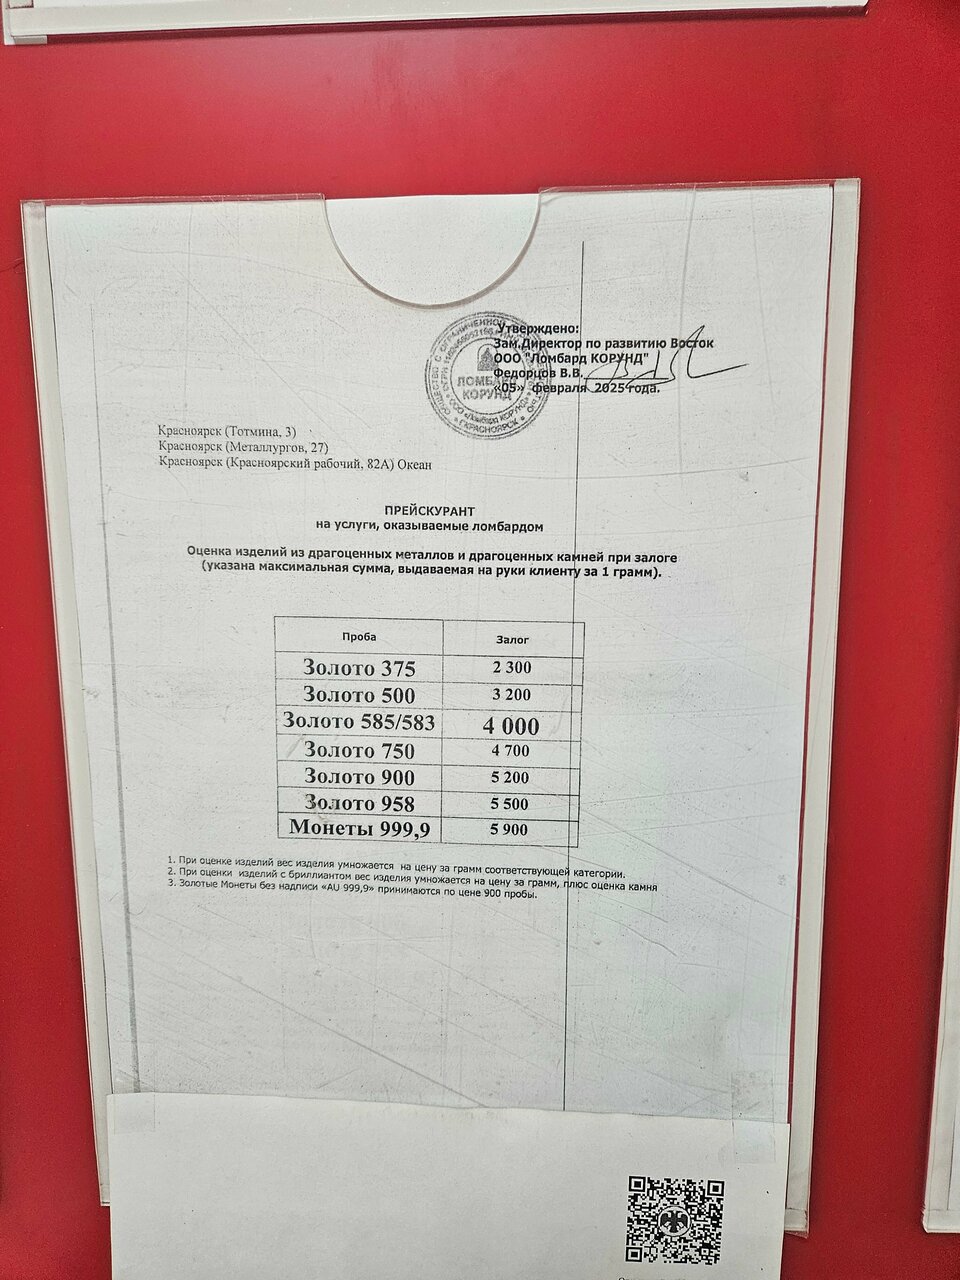 Утверждено:
Зам.Директор по развитию Восток
ООО "Ломбард КОРУНД"
Федорцов В.В.
«05» февраля 2025 года.
ЛОМБАРД
КОРУНД
Красноярск (Тотмина, 3)
Красноярск (Металлургов, 27)
Красноярск (Красноярский рабочий, 82А) Океан
ПРЕЙСКУРАНТ
на услуги, оказываемые ломбардом
Оценка изделий из драгоценных металлов и драгоценных камней при залоге
(указана максимальная сумма, выдаваемая на руки клиенту за 1 грамм).
Проба Залог
Золото 375 2 300
Золото 500 3 200
Золото 585/583 4 000
Золото 750 4 700
Золото 900 5 200
Золото 958 5 500
Монеты 999,9 5 900
1. При оценке изделий вес изделия умножается на цену за грамм соответствующей категории.
2. При оценки изделий с бриллиантом вес изделия умножается на цену за грамм, плюс оценка камня
3. Золотые Монеты без надписи «AU 999,9» принимаются по цене 900 пробы.